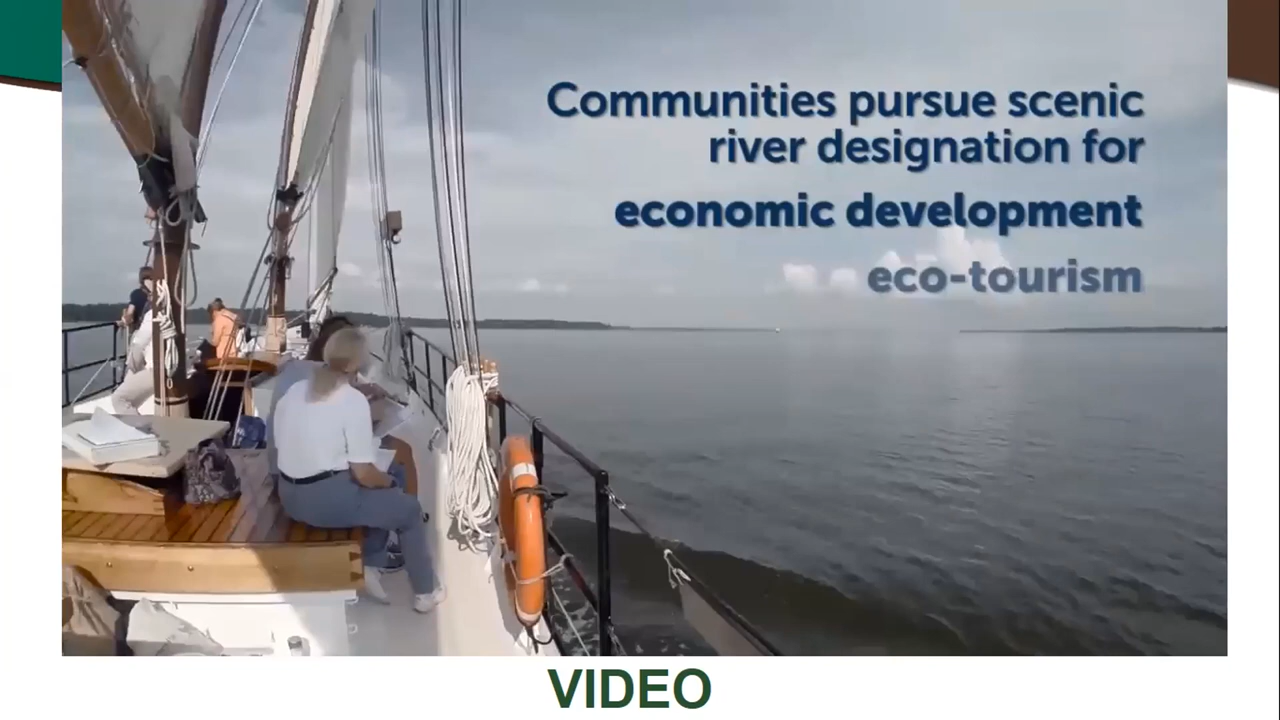 Communities pursue scenic
river designation for
economic development
eco-tourism
VIDEO